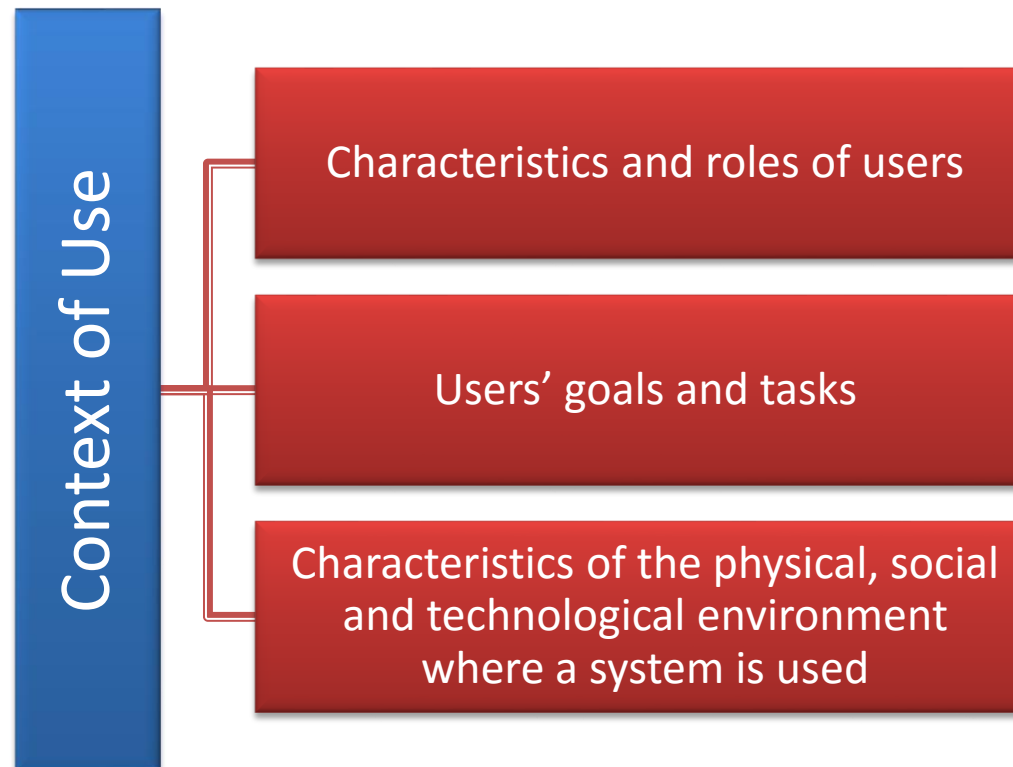 Context of Use
Characteristics and roles of users
Users’ goals and tasks
Characteristics of the physical, social
and technological environment
where a system is used